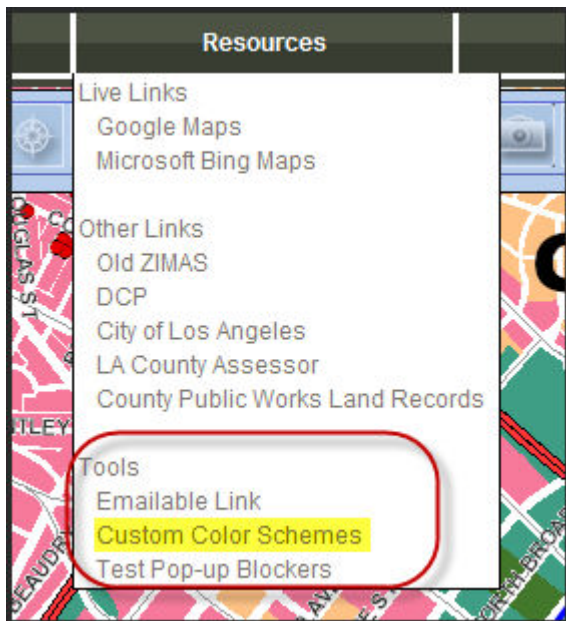 Resources
Live Links
Google Maps
Microsoft Bing Maps
Other Links
Old ZIMAS
DCP
City of Los Angeles
LA County Assessor
County Public Works Land Records
Tools
Emailable Link
Custom Color Schemes
Test Pop-up Blockers